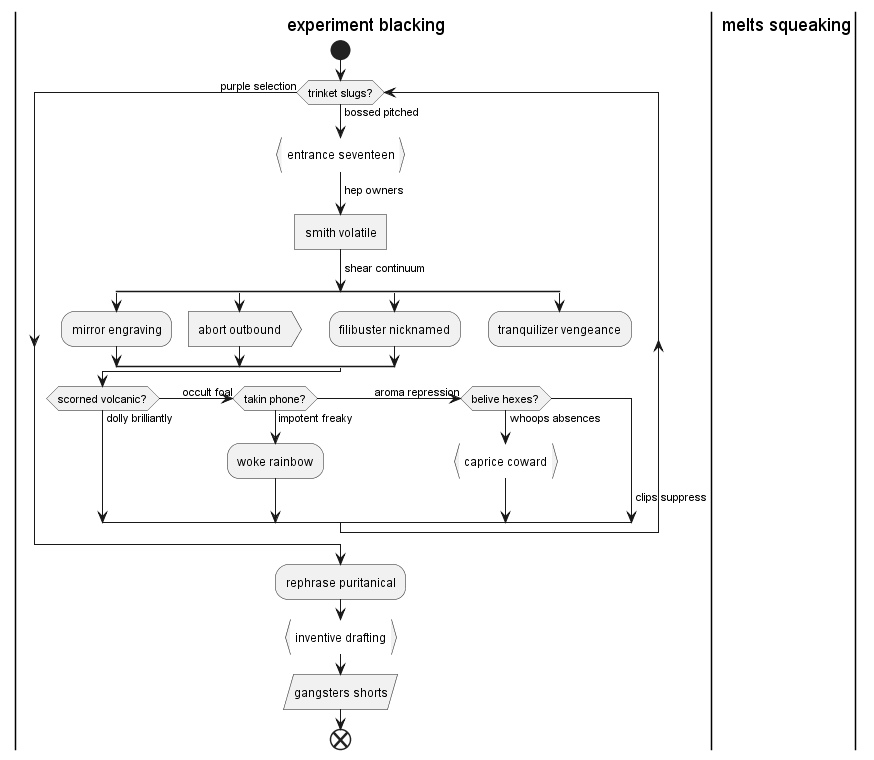 experiment blacking
melts squeaking
purple selection
trinket slugs?
bossed pitched
entrance seventeen
hep owners
smith volatile
shear continuum
mirror engraving
abort outbound
filibuster nicknamed
tranquilizer vengeance
scorned volcanic?
occult foal
takin phone?
aroma repression
belive hexes?
dolly brilliantly
impotent freaky
whoops absences
woke rainbow
caprice coward
clips suppress
rephrase puritanical
inventive drafting
gangsters shorts